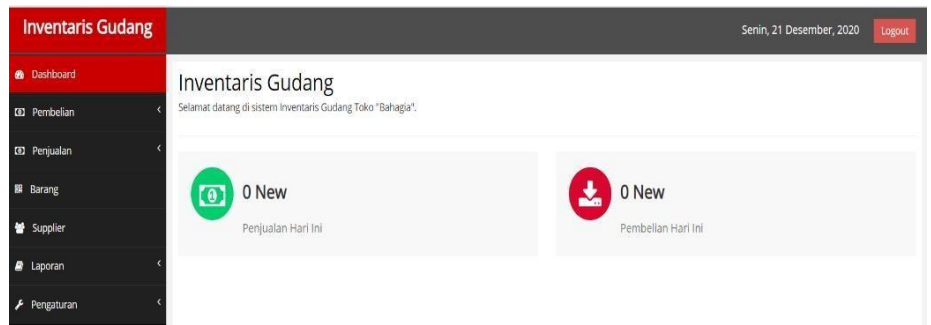 Inventaris Gudang
Senin, 21 Desember, 2020 Logout
Dashboard
Pembelian
Penjualan
Barang
Supplier
Laporan
Pengaturan
Inventaris Gudang
Selamat datang di sistem Inventaris Gudang Toko "Bahagia".
0 New
Penjualan Hari Ini
0 New
Pembelian Hari Ini